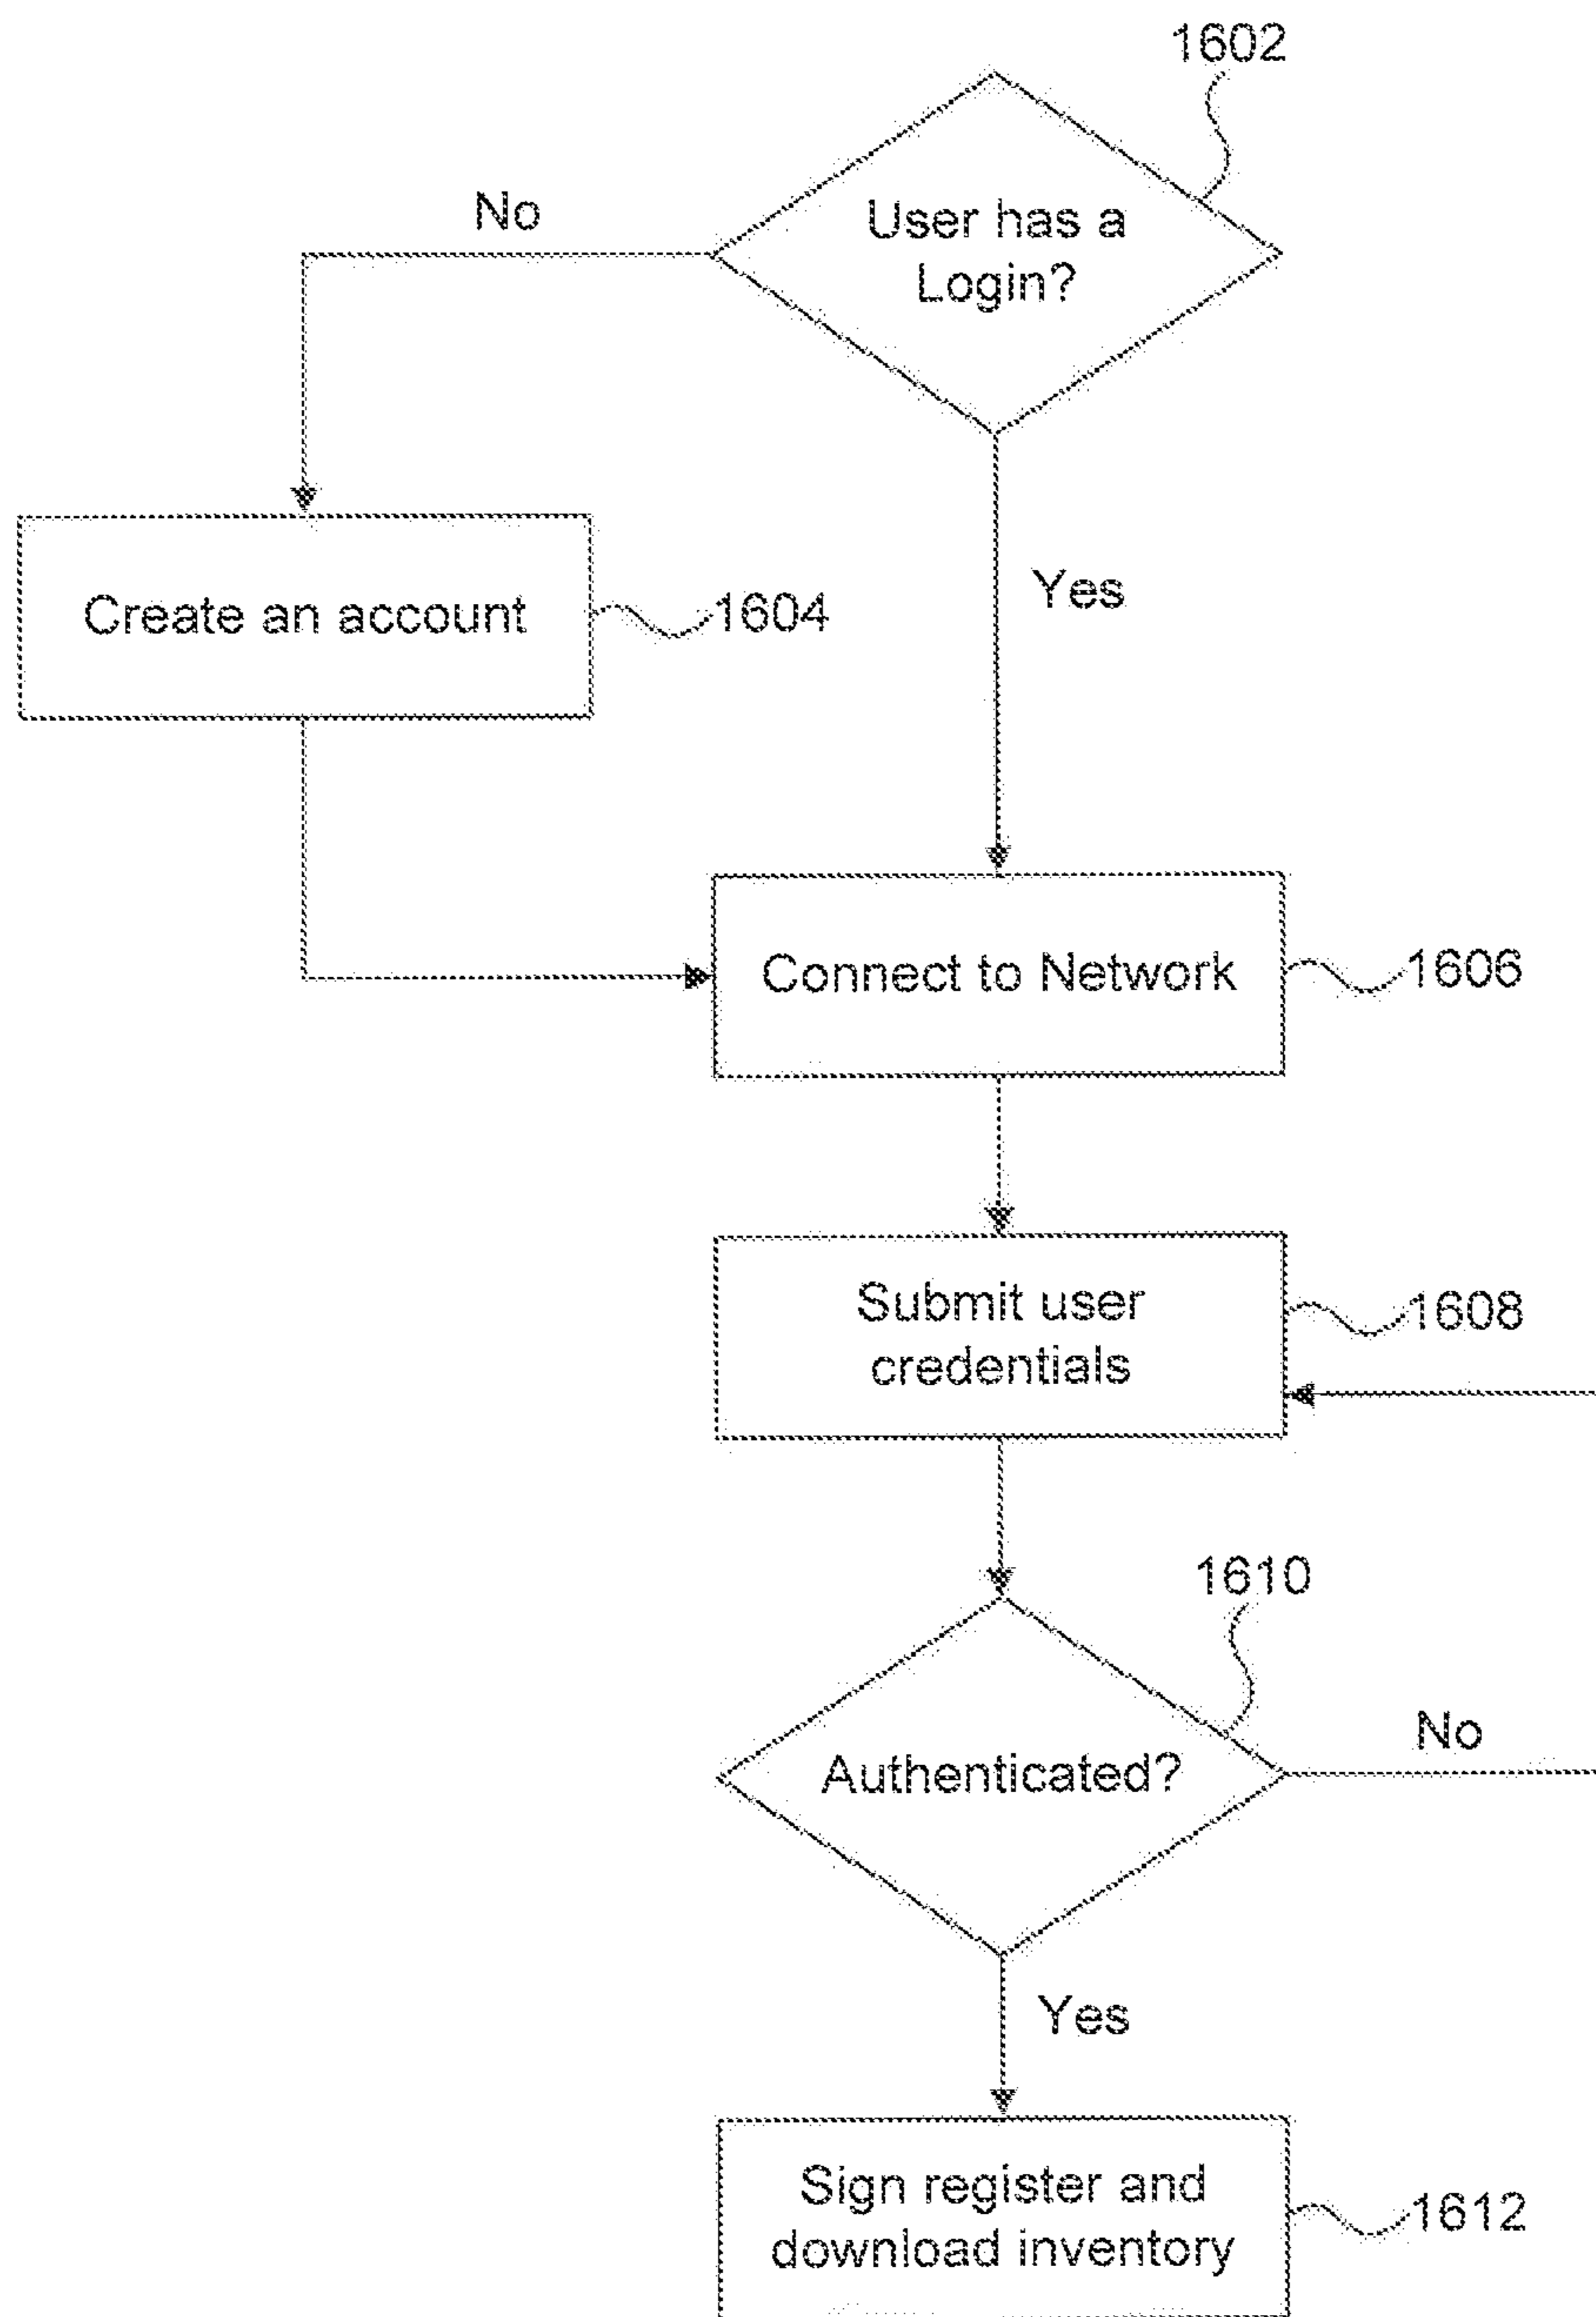 1602
No
User has a
Login?
Create an account
1604
Yes
Connect to Network
1606
Submit user
credentials
1608
1610
Authenticated?
No
Yes
Sign register and
download inventory
1612